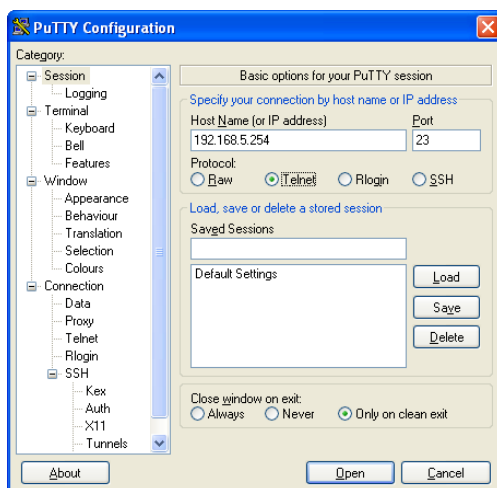 PuTTY Configuration
Category:
Session
Logging
Terminal
Keyboard
Bell
Features
Window
Appearance
Behaviour
Translation
Selection
Colours
Connection
Data
Proxy
Telnet
Rlogin
SSH
Kex
Auth
X11
Tunnels
Basic options for your PuTTY session
Specify your connection by host name or IP address
Host Name (or IP address) Port
192.168.5.254 23
Protocol:
Raw Telnet Rlogin SSH
Load, save or delete a stored session
Saved Sessions
Default Settings
Load
Save
Delete
Close window on exit:
Always Never Only on clean exit
About Open Cancel